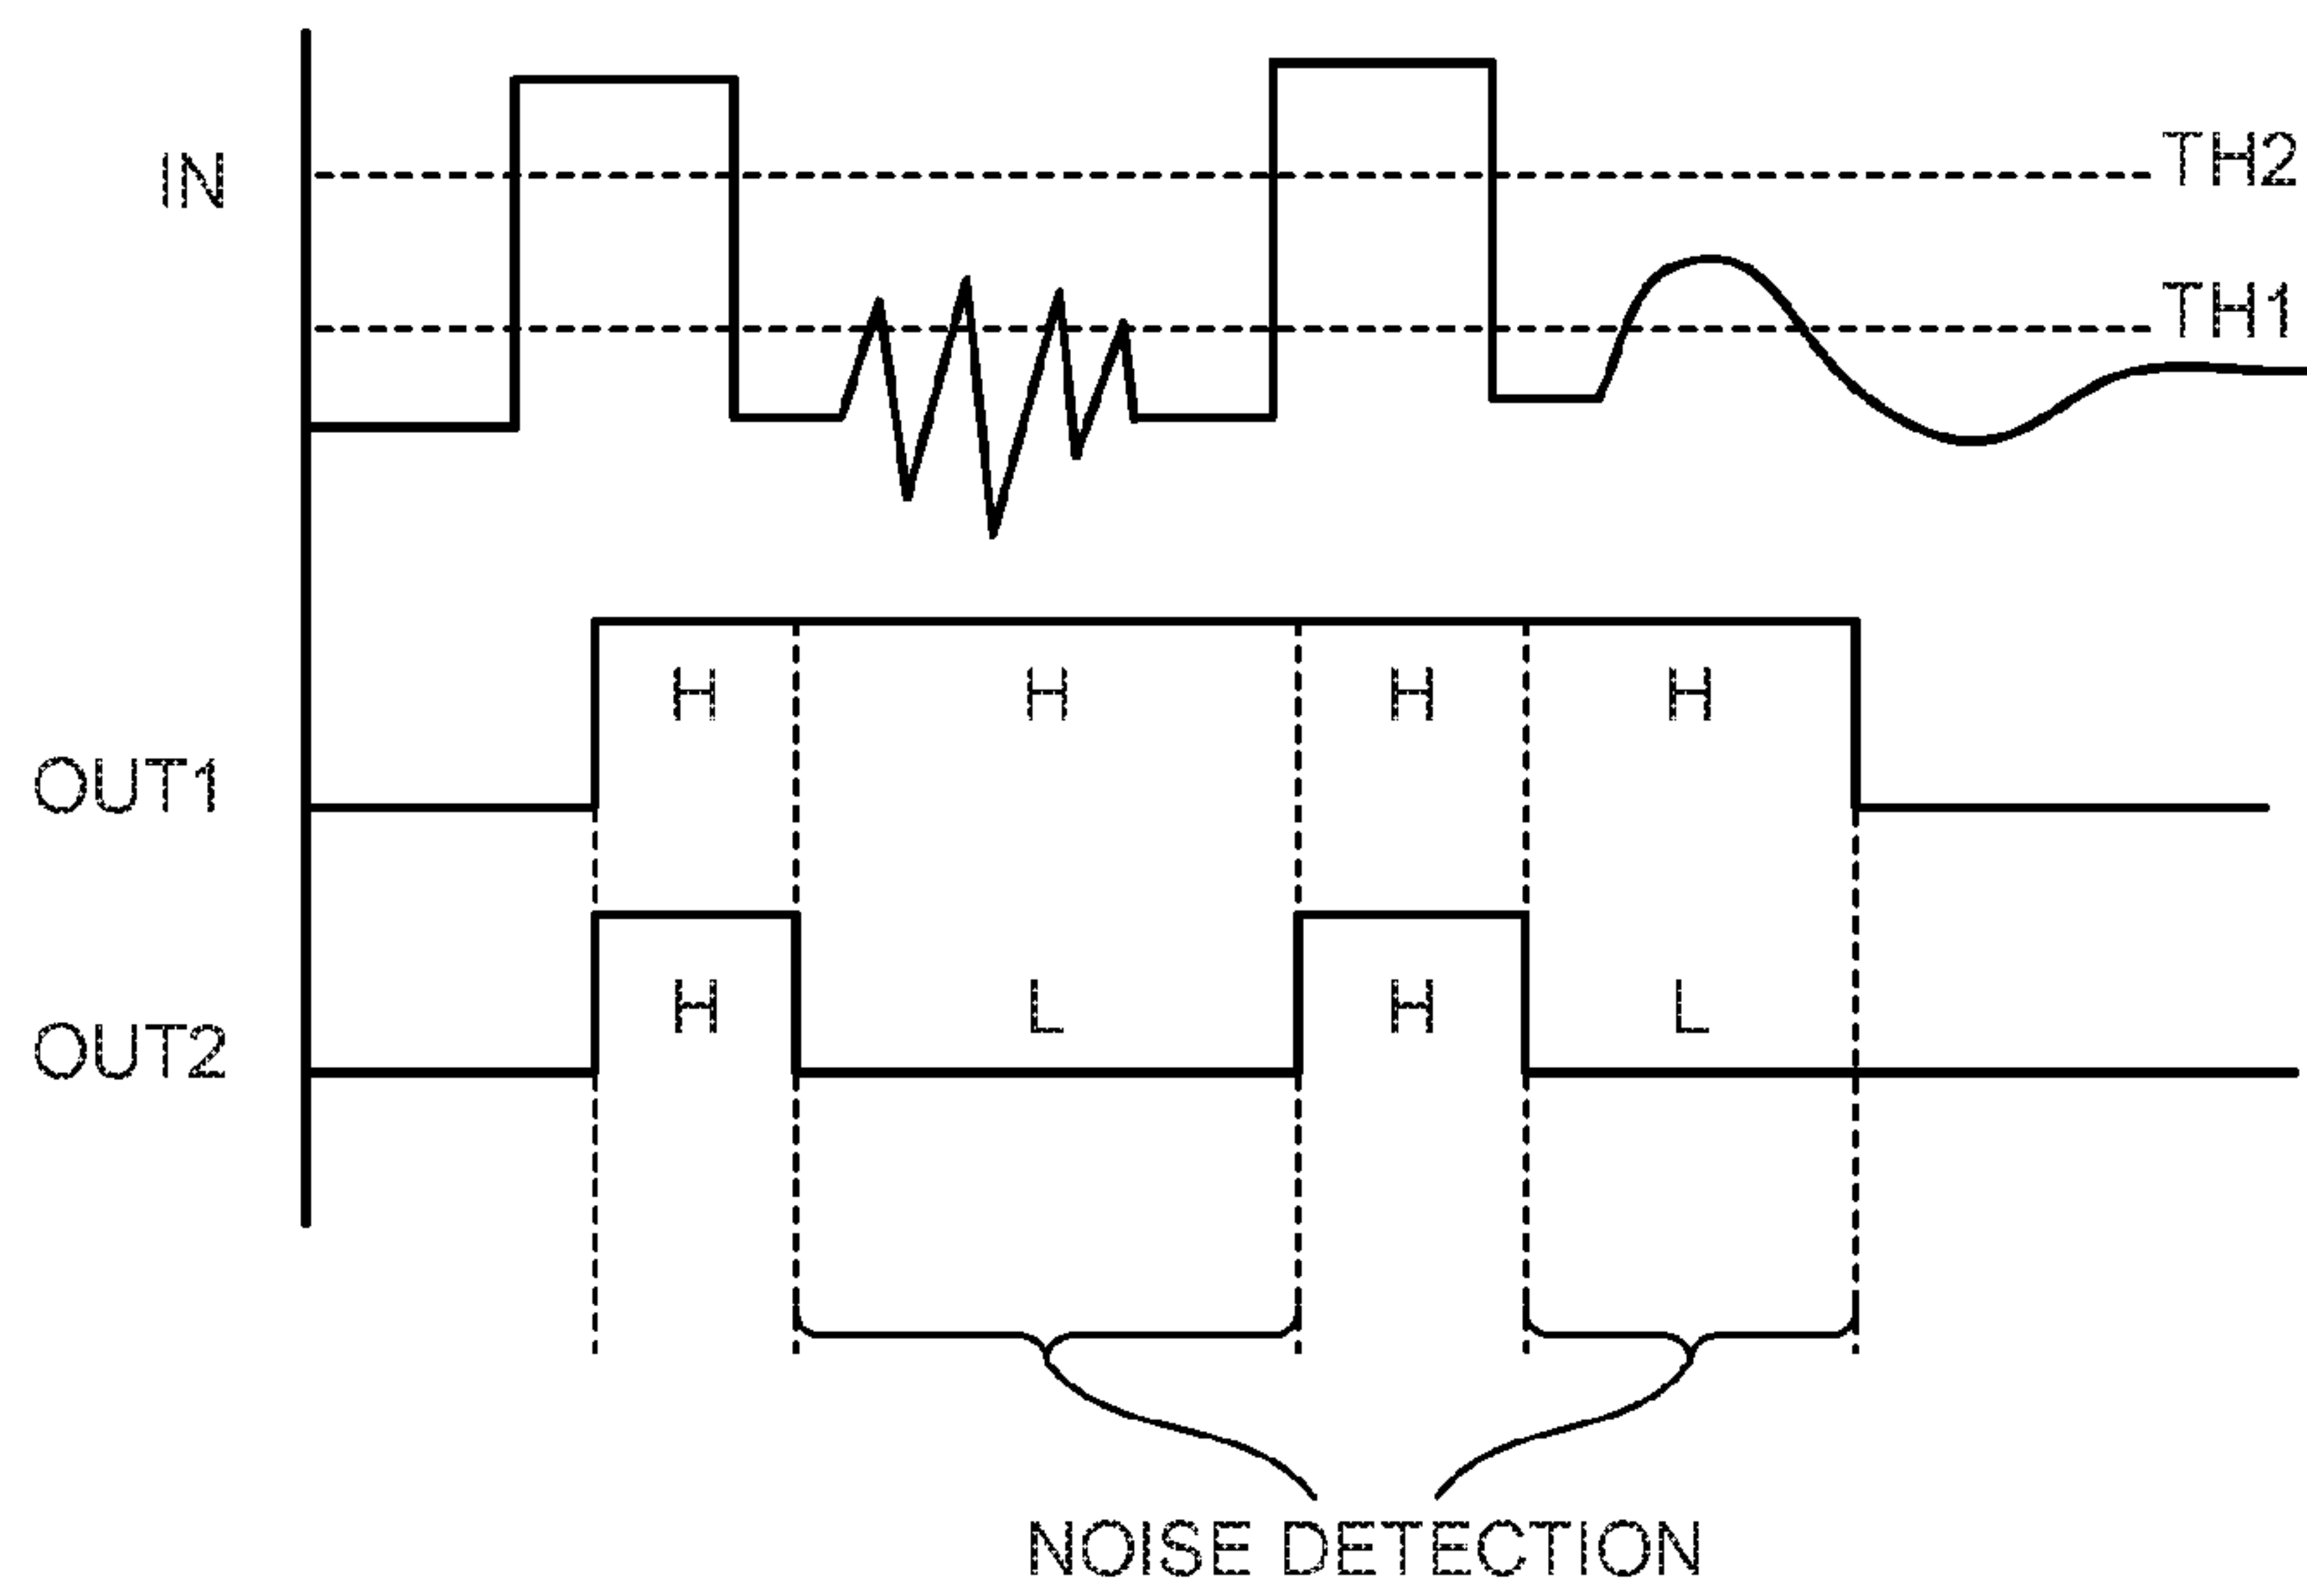 IN
TH2
TH1
H H H H
OUT1
H L H L
OUT2
NOISE DETECTION